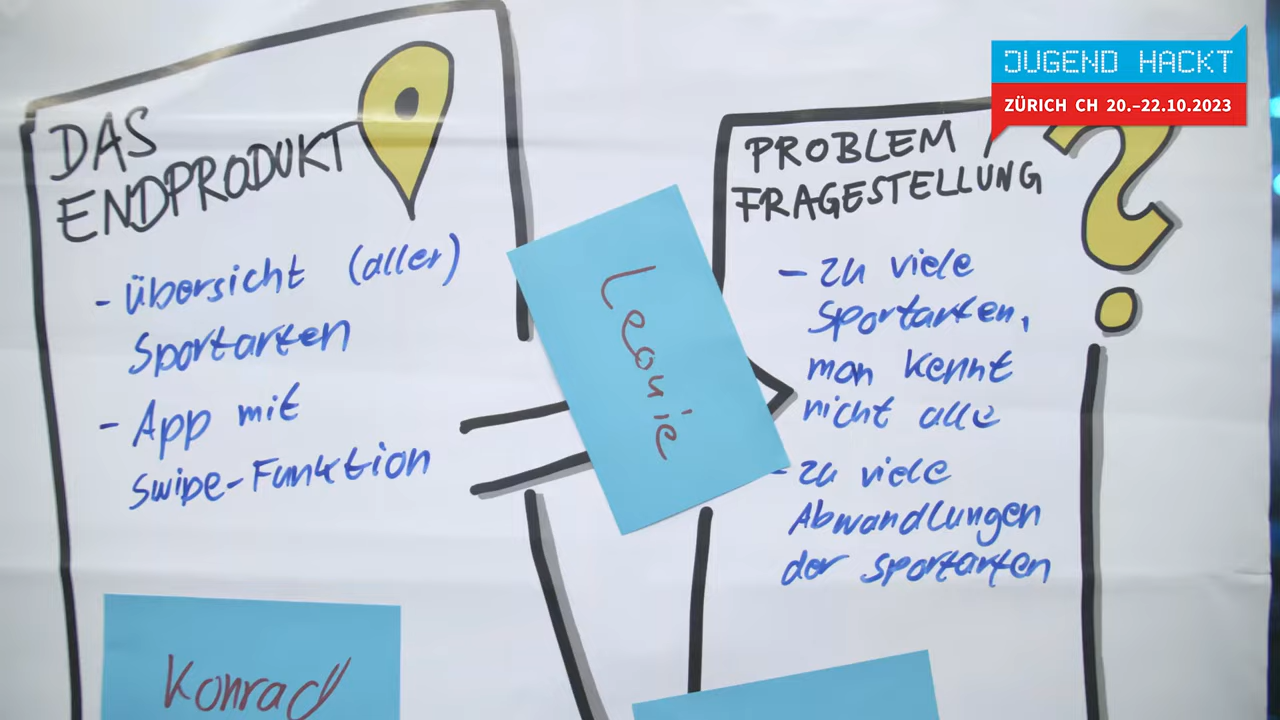 JUGEND HACKT
ZÜRICH CH 20.–22.10.2023
DAS
ENDPRODUKT
- Übersicht (aller)
Sportarten
- App mit
Swipe-Funktion
Konrad
Leonie
PROBLEM /
FRAGESTELLUNG
?
- zu viele
Sportarten,
man kennt
nicht alle
- zu viele
Abwandlungen
der Sportarten